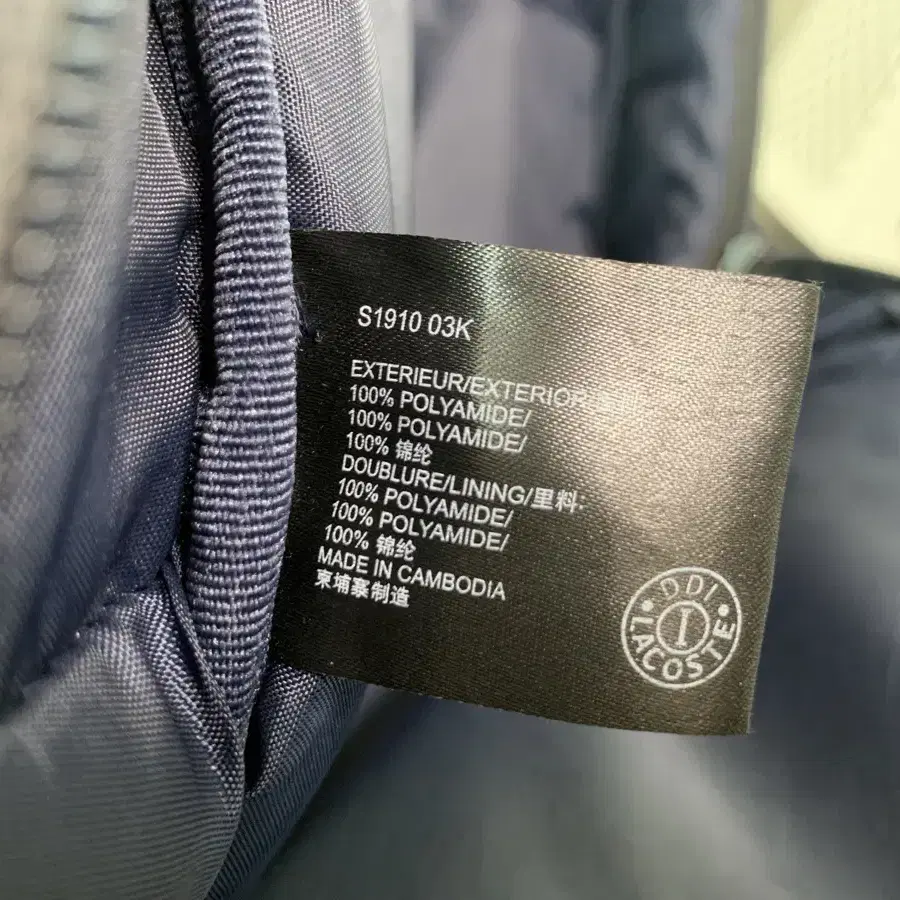 S1910 03K
EXTERIEUR/EXTERIOR
100% POLYAMIDE/
100% POLYAMIDE/
100% 锦纶
DOUBLURE/LINING/里料:
100% POLYAMIDE/
100% POLYAMIDE/
100% 锦纶
MADE IN CAMBODIA
柬埔寨制造
DDI
I
LACOSTE